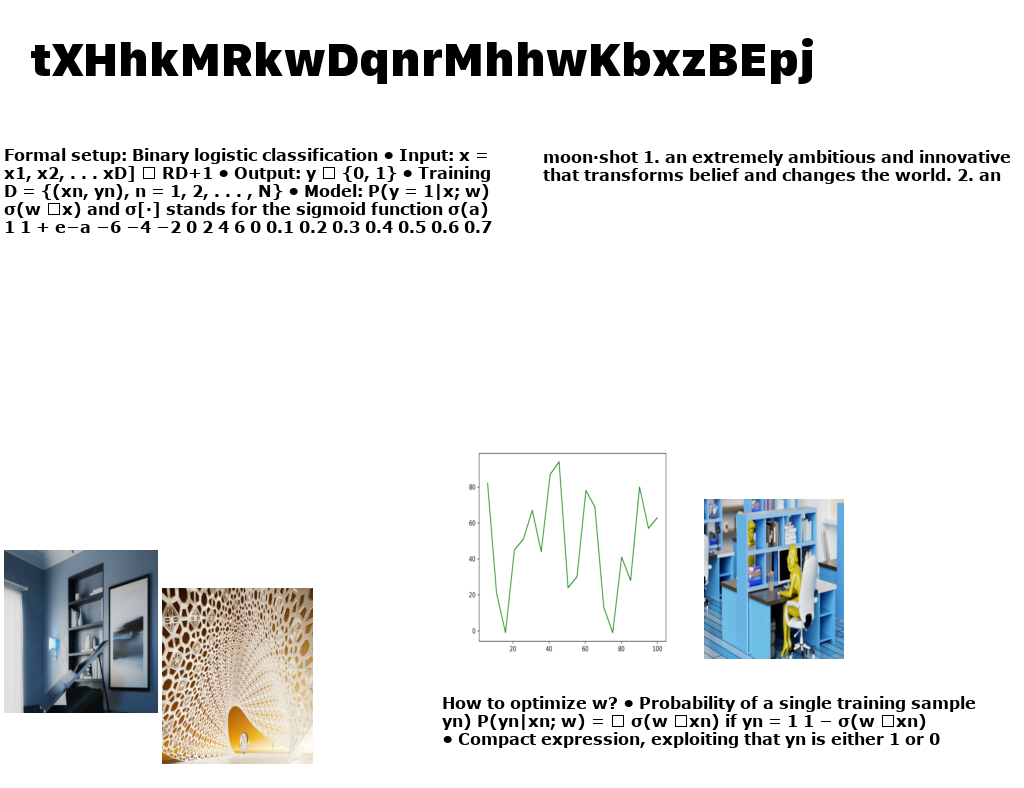 tXHhkMRkwDqnrMhhwKbxzBEpj
Formal setup: Binary logistic classification • Input: x =
x1, x2, . . . xD] □ RD+1 • Output: y □ {0, 1} • Training
D = {(xn, yn), n = 1, 2, . . . , N} • Model: P(y = 1|x; w)
σ(w □x) and σ[·] stands for the sigmoid function σ(a)
1 1 + e−a −6 −4 −2 0 2 4 6 0 0.1 0.2 0.3 0.4 0.5 0.6 0.7
moon·shot 1. an extremely ambitious and innovative
that transforms belief and changes the world. 2. an
80
60
40
20
0
20 40 60 80 100
How to optimize w? • Probability of a single training sample
yn) P(yn|xn; w) = □ σ(w □xn) if yn = 1 1 − σ(w □xn)
• Compact expression, exploiting that yn is either 1 or 0